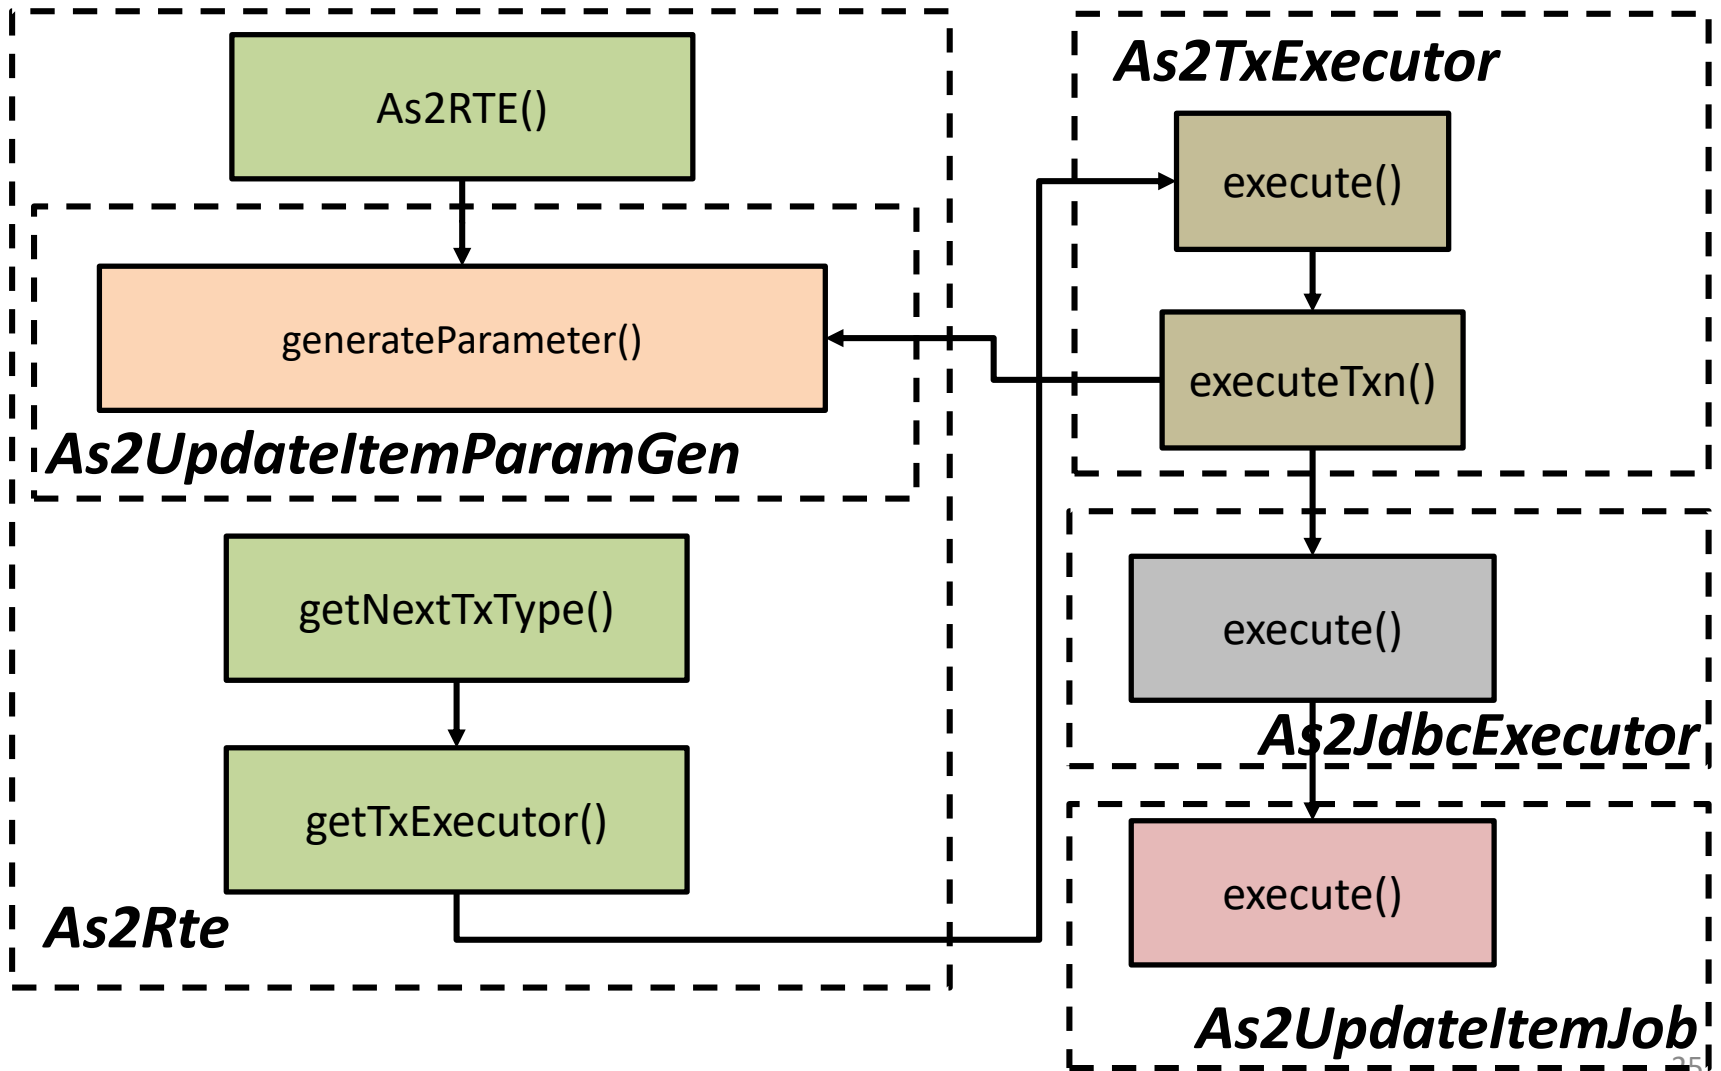 As2RTE()
generateParameter()
As2UpdateItemParamGen
getNextTxType()
getTxExecutor()
As2Rte
As2TxExecutor
execute()
executeTxn()
execute()
As2JdbcExecutor
execute()
As2UpdateItemJob